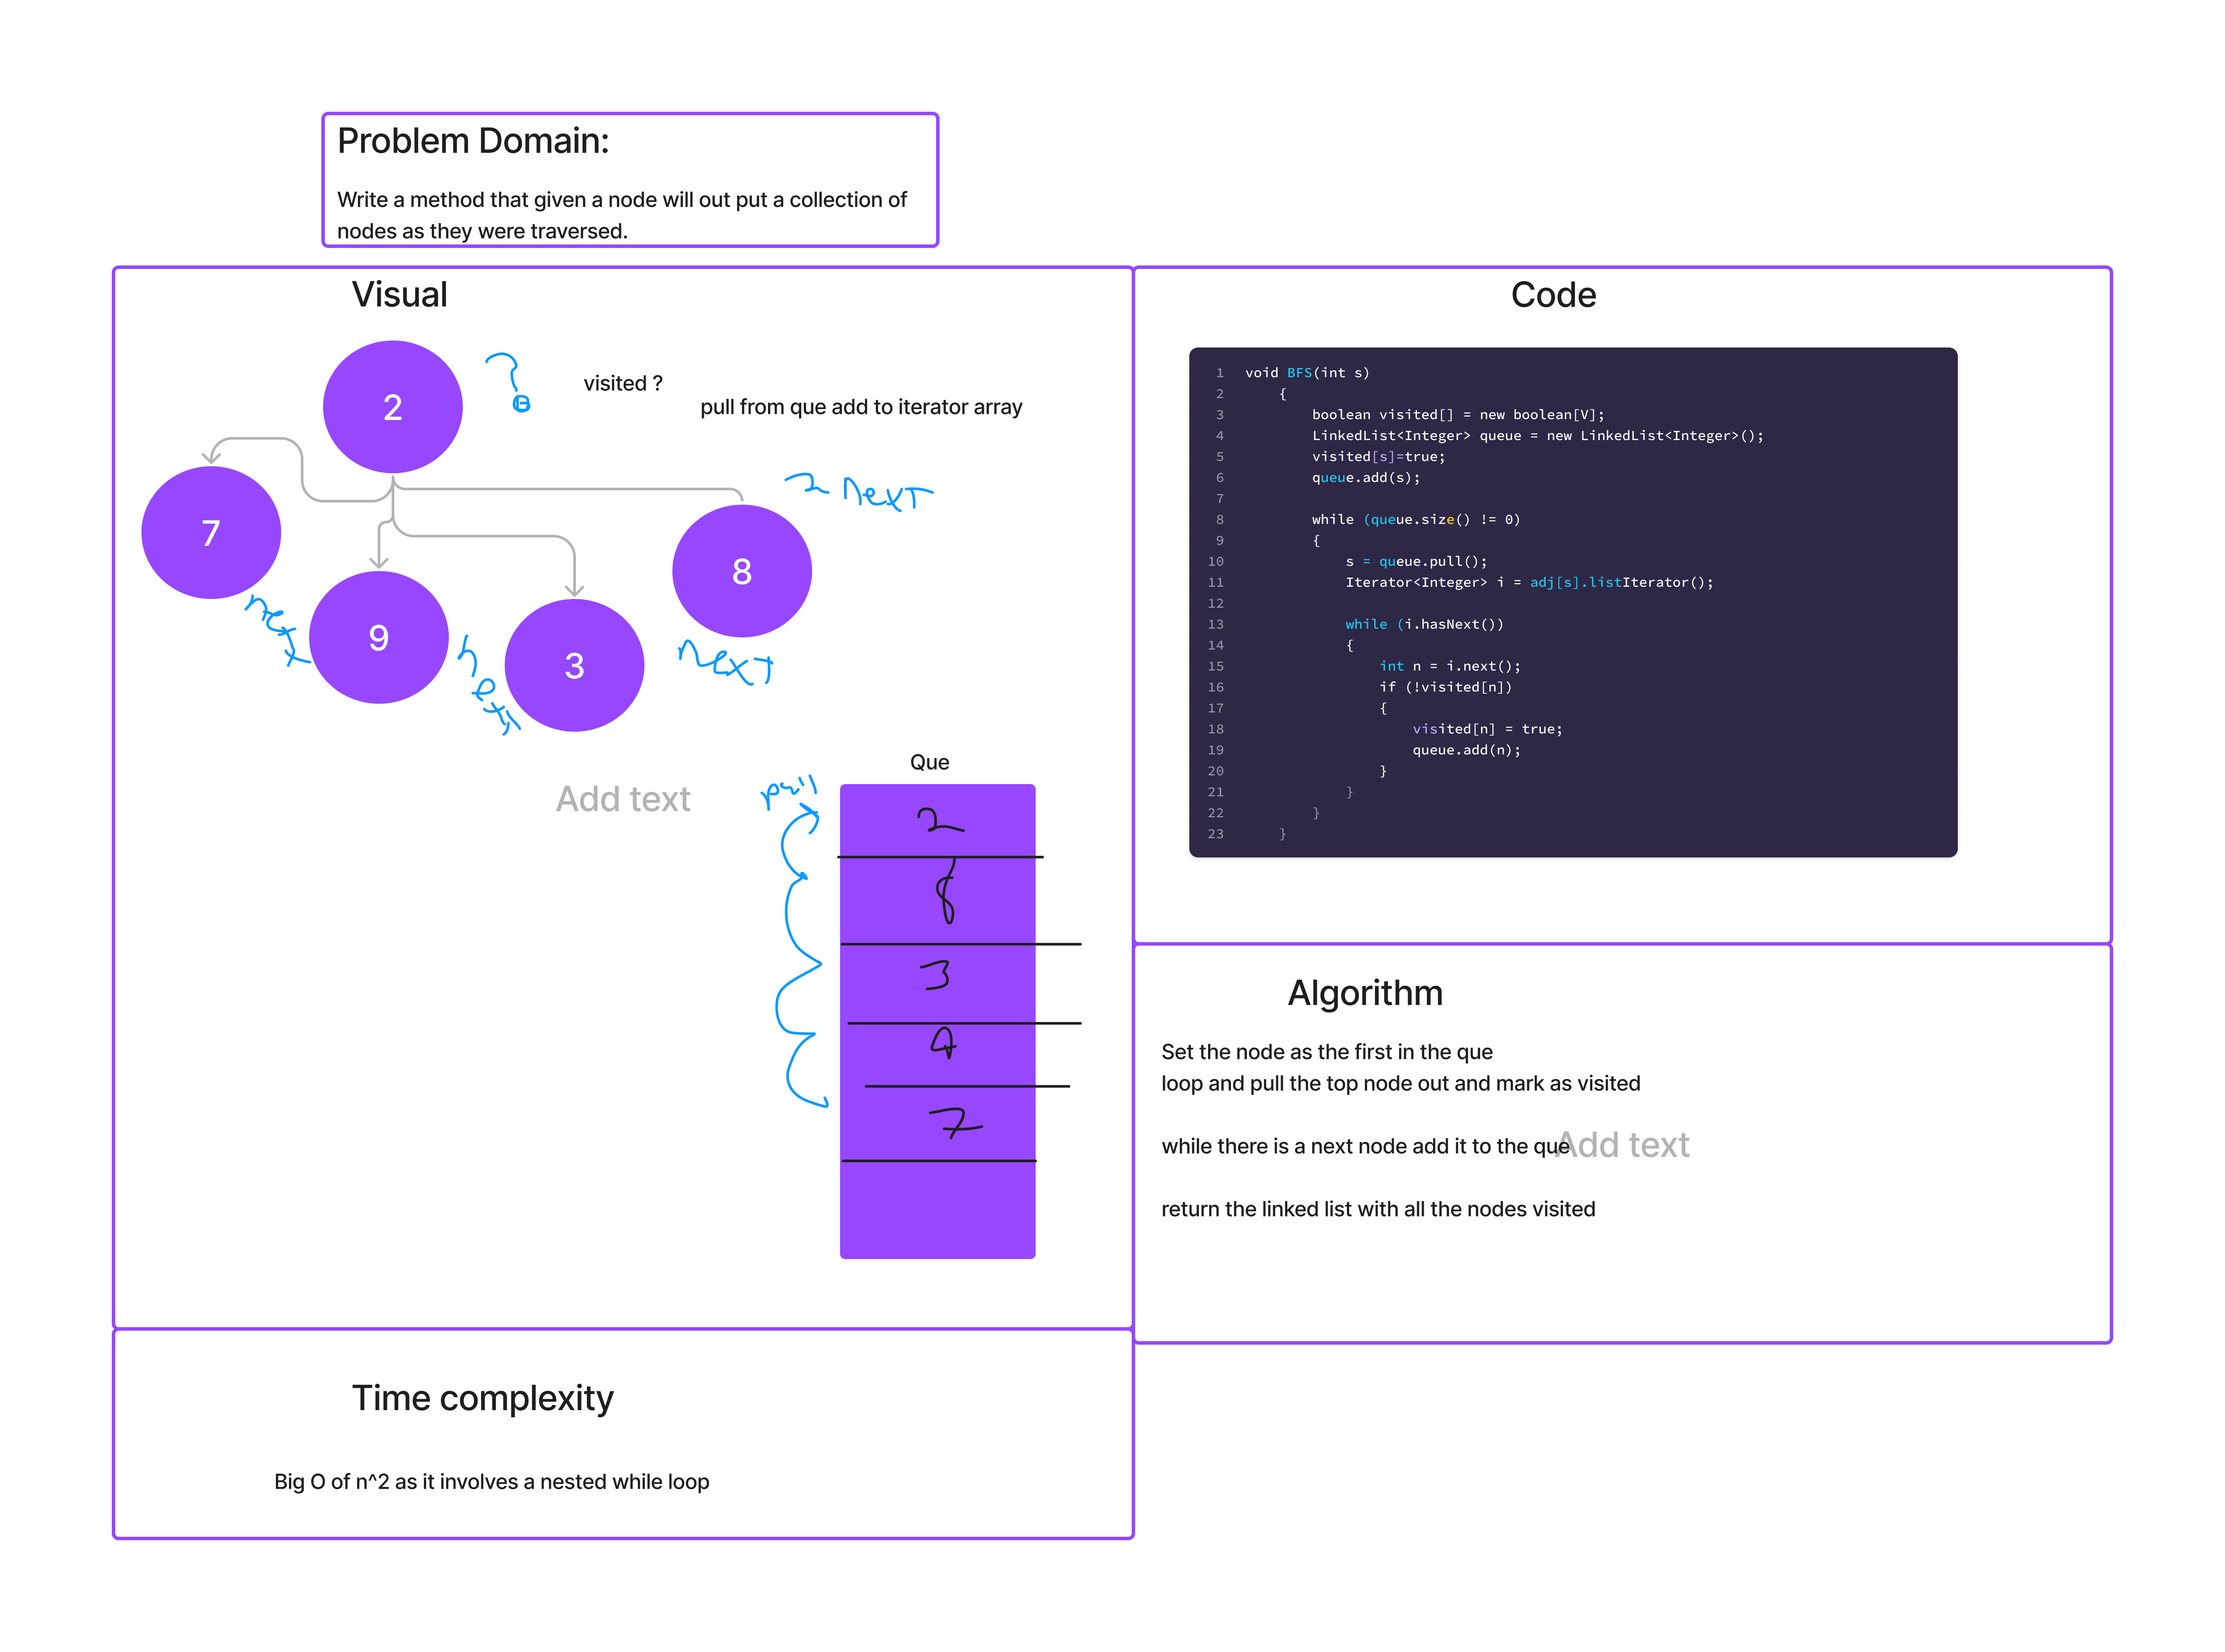 Problem Domain:
Write a method that given a node will out put a collection of
nodes as they were traversed.
Visual
2
?
visited ?
pull from que add to iterator array
7
9
3
8
2 next
next
next
next
Add text
Que
pull
2
8
3
9
7
Code
1 void BFS(int s)
2 {
3 boolean visited[] = new boolean[V];
4 LinkedList<Integer> queue = new LinkedList<Integer>();
5 visited[s]=true;
6 queue.add(s);
7
8 while (queue.size() != 0)
9 {
10 s = queue.pull();
11 Iterator<Integer> i = adj[s].listIterator();
12
13 while (i.hasNext())
14 {
15 int n = i.next();
16 if (!visited[n])
17 {
18 visited[n] = true;
19 queue.add(n);
20 }
21 }
22 }
23 }
Algorithm
Set the node as the first in the que
loop and pull the top node out and mark as visited
while there is a next node add it to the que
Add text
return the linked list with all the nodes visited
Time complexity
Big O of n^2 as it involves a nested while loop